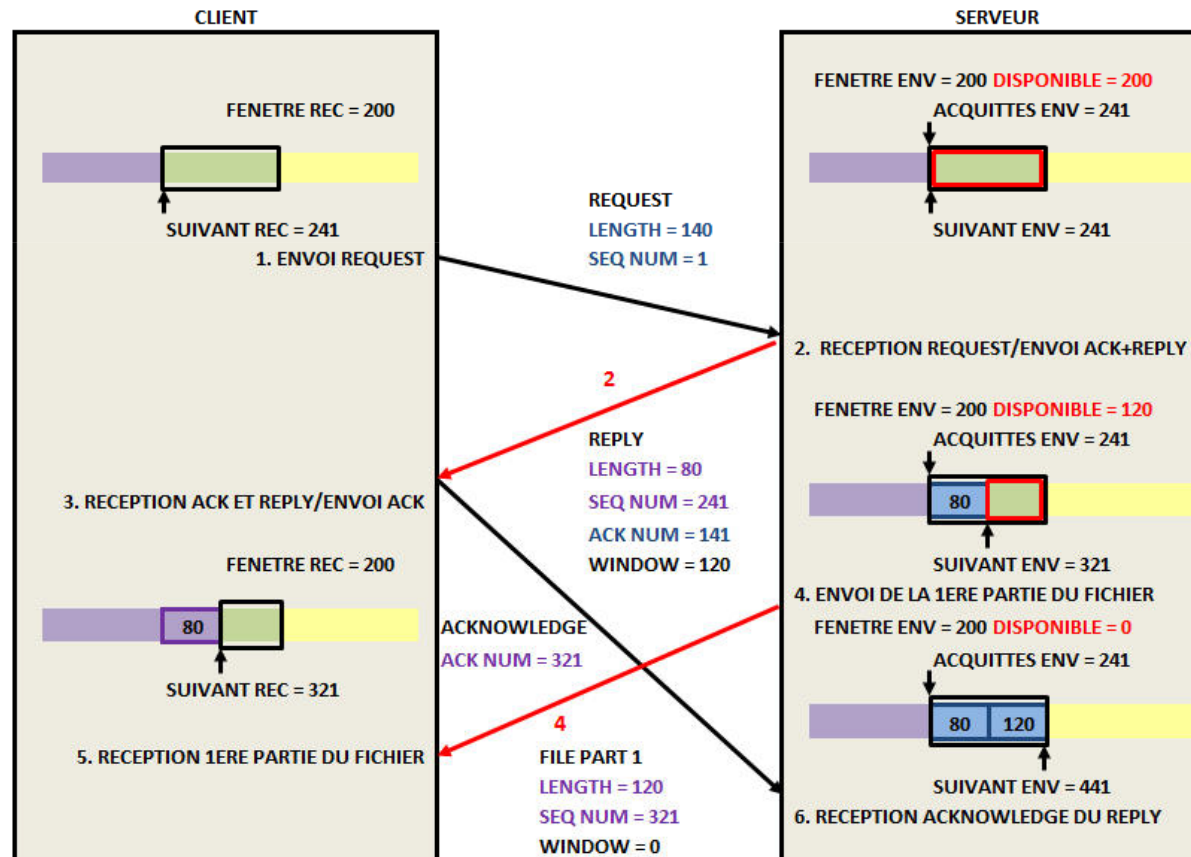 CLIENT
SERVEUR
FENETRE REC = 200
SUIVANT REC = 241
1. ENVOI REQUEST
REQUEST
LENGTH = 140
SEQ NUM = 1
FENETRE ENV = 200 DISPONIBLE = 200
ACQUITTES ENV = 241
SUIVANT ENV = 241
2. RECEPTION REQUEST/ENVOI ACK+REPLY
2
REPLY
LENGTH = 80
SEQ NUM = 241
ACK NUM = 141
WINDOW = 120
FENETRE ENV = 200 DISPONIBLE = 120
ACQUITTES ENV = 241
80
SUIVANT ENV = 321
3. RECEPTION ACK ET REPLY/ENVOI ACK
FENETRE REC = 200
80
SUIVANT REC = 321
ACKNOWLEDGE
ACK NUM = 321
4. ENVOI DE LA 1ERE PARTIE DU FICHIER
FENETRE ENV = 200 DISPONIBLE = 0
ACQUITTES ENV = 241
80 120
SUIVANT ENV = 441
4
5. RECEPTION 1ERE PARTIE DU FICHIER
FILE PART 1
LENGTH = 120
SEQ NUM = 321
WINDOW = 0
6. RECEPTION ACKNOWLEDGE DU REPLY